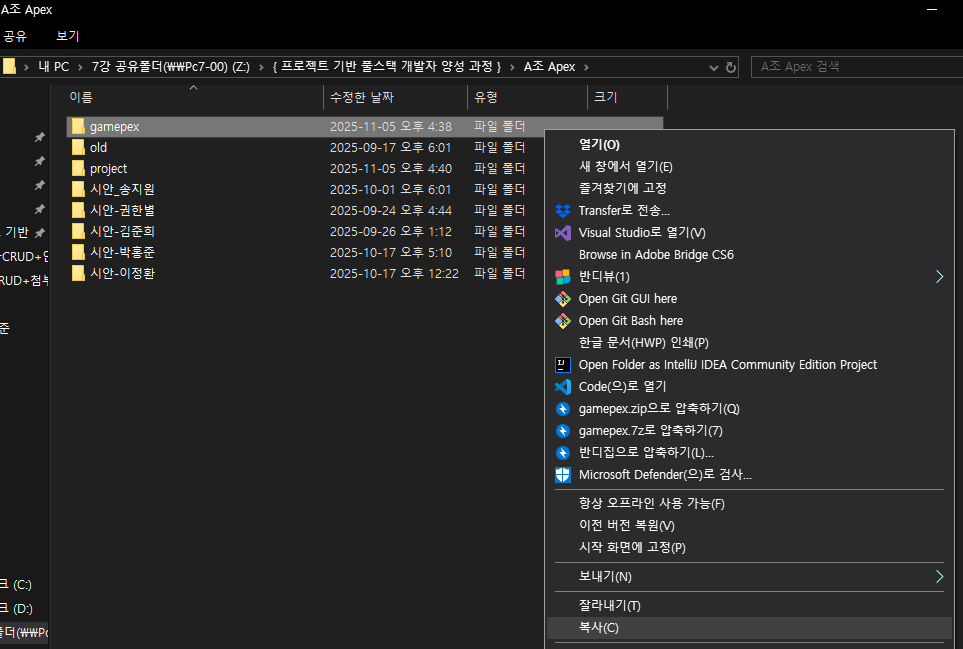 A조 Apex
공유 보기
내 PC > 7강 공유폴더(₩₩Pc7-00) (Z:) > { 프로젝트 기반 풀스택 개발자 양성 과정 } > A조 Apex >
A조 Apex 검색
이름 수정한 날짜 유형 크기
gamepex 2025-11-05 오후 4:38 파일 폴더
old 2025-09-17 오후 6:01 파일 폴더
project 2025-11-05 오후 4:40 파일 폴더
시안_송지원 2025-10-01 오후 6:01 파일 폴더
시안-권한별 2025-09-24 오후 4:44 파일 폴더
시안-김준희 2025-09-26 오후 1:12 파일 폴더
시안-박홍준 2025-10-17 오후 5:10 파일 폴더
시안-이정환 2025-10-17 오후 12:22 파일 폴더
기반
CRUD+
RUD+첨부
준
크 (C:)
크 (D:)
폴더(₩₩Pc
열기(O)
새 창에서 열기(E)
즐겨찾기에 고정
Transfer로 전송...
Visual Studio로 열기(V)
Browse in Adobe Bridge CS6
반디뷰(1)
Open Git GUI here
Open Git Bash here
한글 문서(HWP) 인쇄(P)
Open Folder as IntelliJ IDEA Community Edition Project
Code(으)로 열기
gamepex.zip으로 압축하기(Q)
gamepex.7z로 압축하기(7)
반디집으로 압축하기(L)...
Microsoft Defender(으)로 검사...
항상 오프라인 사용 가능(F)
이전 버전 복원(V)
시작 화면에 고정(P)
보내기(N)
잘라내기(T)
복사(C)